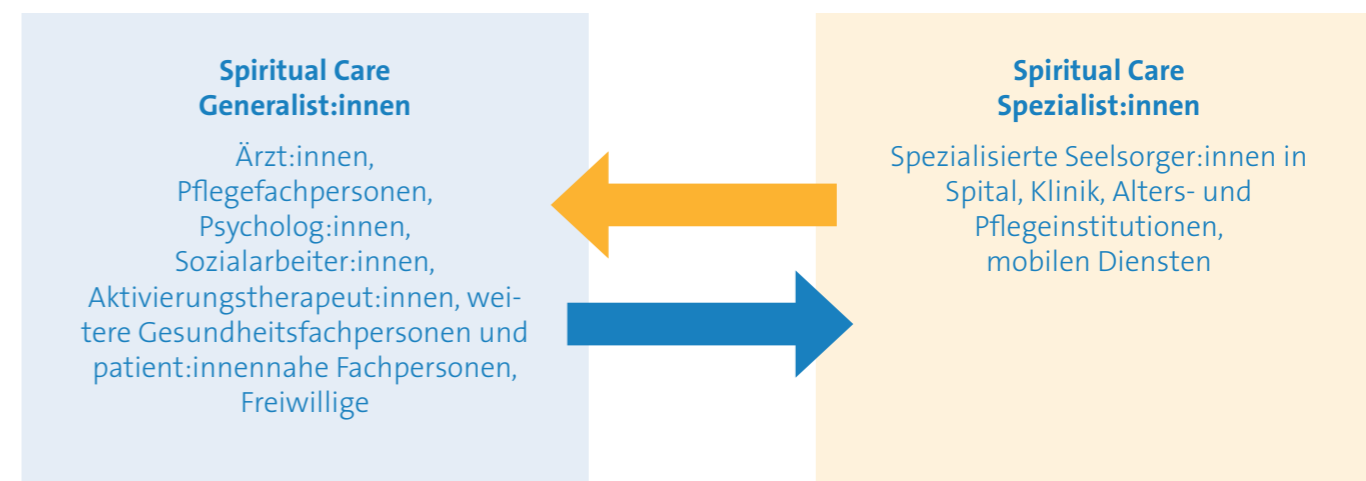 Spiritual Care
Generalist:innen
Ärzt:innen,
Pflegefachpersonen,
Psycholog:innen,
Sozialarbeiter:innen,
Aktivierungstherapeut:innen, wei-
tere Gesundheitsfachpersonen und
patient:innennahe Fachpersonen,
Freiwillige
Spiritual Care
Spezialist:innen
Spezialisierte Seelsorger:innen in
Spital, Klinik, Alters- und
Pflegeinstitutionen,
mobilen Diensten